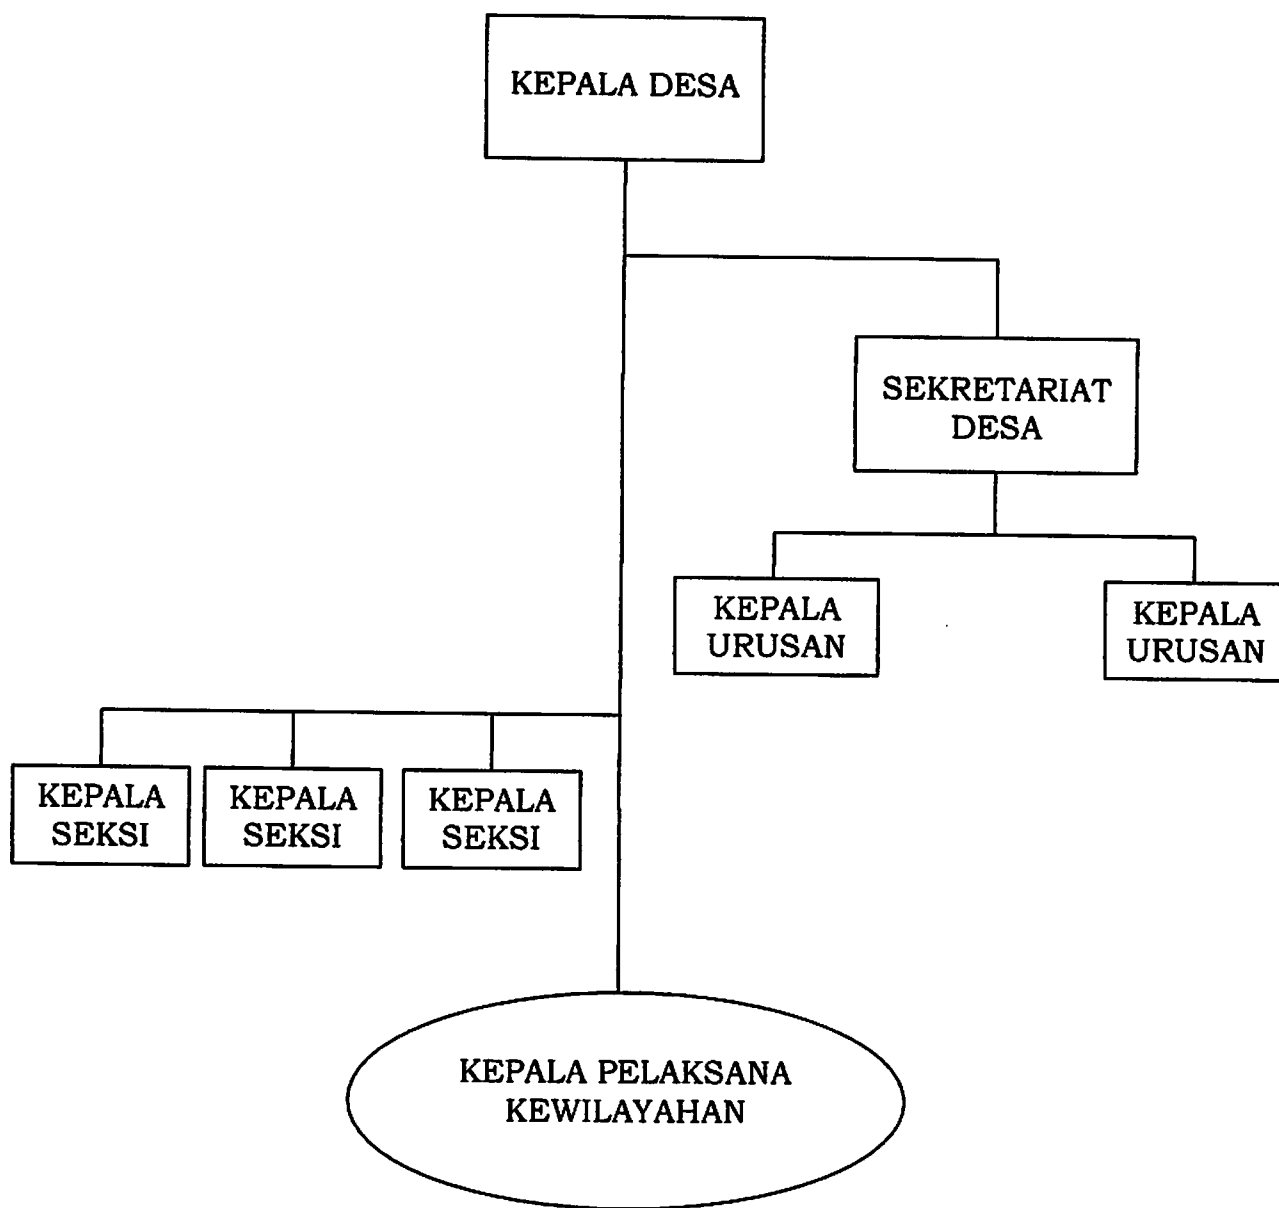 KEPALA DESA
SEKRETARIAT
DESA
KEPALA
URUSAN
KEPALA
URUSAN
KEPALA
SEKSI
KEPALA
SEKSI
KEPALA
SEKSI
KEPALA PELAKSANA
KEWILAYAHAN